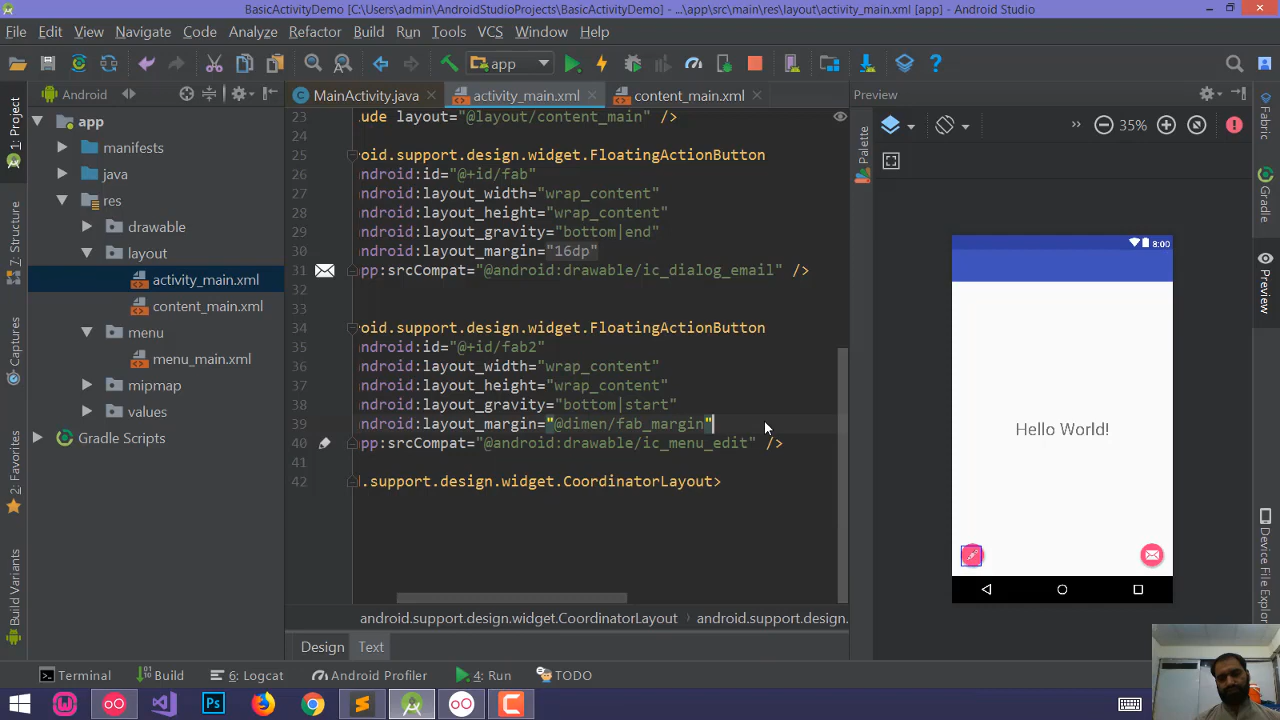 BasicActivityDemo [C:\Users\admin\AndroidStudioProjects\BasicActivityDemo] - ...\app\src\main\res\layout\activity_main.xml [app] - Android Studio
File Edit View Navigate Code Analyze Refactor Build Run Tools VCS Window Help
app
1: Project
7: Structure
Captures
2: Favorites
Build Variants
Android
app
manifests
java
res
drawable
layout
activity_main.xml
content_main.xml
menu
menu_main.xml
mipmap
values
Gradle Scripts
MainActivity.java activity_main.xml content_main.xml
23 lude layout="@layout/content_main" />
24
25 oid.support.design.widget.FloatingActionButton
26 ndroid:id="@+id/fab"
27 ndroid:layout_width="wrap_content"
28 ndroid:layout_height="wrap_content"
29 ndroid:layout_gravity="bottom|end"
30 ndroid:layout_margin="16dp"
31 pp:srcCompat="@android:drawable/ic_dialog_email" />
32
33
34 oid.support.design.widget.FloatingActionButton
35 ndroid:id="@+id/fab2"
36 ndroid:layout_width="wrap_content"
37 ndroid:layout_height="wrap_content"
38 ndroid:layout_gravity="bottom|start"
39 ndroid:layout_margin="@dimen/fab_margin"
40 pp:srcCompat="@android:drawable/ic_menu_edit" />
41
42 .support.design.widget.CoordinatorLayout>
android.support.design.widget.CoordinatorLayout android.support.design.
Design Text
Preview
Palette
35%
8:00
Hello World!
Fabric
Gradle
Preview
Device File Explorer
Terminal Build 6: Logcat Android Profiler 4: Run TODO
Ps